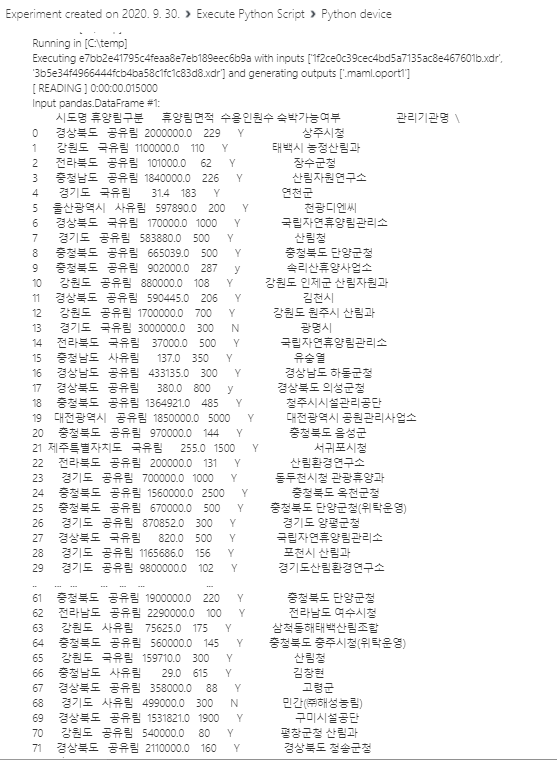 Experiment created on 2020. 9. 30. › Execute Python Script › Python device
Running in [C:\temp]
Executing e7bb2e41795c4feaa8e7eb189eec6b9a with inputs ['1f2ce0c39cec4bd5a7135ac8e467601b.xdr',
'3b5e34f4966444fcb4ba58c1fc1c83d8.xdr'] and generating outputs ['.maml.oport1']
[ READING ] 0:00:00.015000
Input pandas.DataFrame #1:
시도명 휴양림구분 휴양림면적 수용인원수 숙박가능여부 관리기관명 \
0 경상북도 공유림 2000000.0 229 Y 상주시청
1 강원도 국유림 1100000.0 110 Y 태백시 농정산림과
2 전라북도 공유림 101000.0 62 Y 장수군청
3 충청남도 공유림 1840000.0 226 Y 산림자원연구소
4 경기도 국유림 31.4 183 Y 연천군
5 울산광역시 사유림 597890.0 200 Y 천광디엔씨
6 경상북도 국유림 170000.0 1000 Y 국립자연휴양림관리소
7 경기도 공유림 583880.0 500 Y 산림청
8 충청북도 공유림 665039.0 500 Y 충청북도 단양군청
9 충청북도 공유림 902000.0 287 y 속리산휴양사업소
10 강원도 공유림 880000.0 108 Y 강원도 인제군 산림자원과
11 경상북도 공유림 590445.0 206 Y 김천시
12 강원도 공유림 1700000.0 700 Y 강원도 원주시 산림과
13 경기도 국유림 3000000.0 300 N 광명시
14 전라북도 국유림 37000.0 500 Y 국립자연휴양림관리소
15 충청남도 사유림 137.0 350 Y 유숭열
16 경상남도 공유림 433135.0 300 Y 경상남도 하동군청
17 경상북도 공유림 380.0 800 y 경상북도 의성군청
18 충청북도 공유림 1364921.0 485 Y 청주시시설관리공단
19 대전광역시 공유림 1850000.0 5000 Y 대전광역시 공원관리사업소
20 충청북도 공유림 970000.0 144 Y 충청북도 음성군
21 제주특별자치도 국유림 255.0 1500 Y 서귀포시청
22 전라북도 공유림 200000.0 131 Y 산림환경연구소
23 경기도 공유림 700000.0 1000 Y 동두천시청 관광휴양과
24 충청북도 공유림 1560000.0 2500 Y 충청북도 옥천군청
25 충청북도 공유림 670000.0 500 Y 충청북도 단양군청(위탁운영)
26 경기도 공유림 870852.0 300 Y 경기도 양평군청
27 경상북도 국유림 820.0 500 Y 국립자연휴양림관리소
28 경기도 공유림 1165686.0 156 Y 포천시 산림과
29 경기도 공유림 9800000.0 102 Y 경기도산림환경연구소
.. ... ... ... ... ... ...
61 충청북도 공유림 1900000.0 220 Y 충청북도 단양군청
62 전라남도 공유림 2290000.0 100 Y 전라남도 여수시청
63 강원도 사유림 75625.0 175 Y 삼척동해태백산림조합
64 충청북도 공유림 560000.0 145 Y 충청북도 충주시청(위탁운영)
65 강원도 국유림 159710.0 300 Y 산림청
66 충청남도 사유림 29.0 615 Y 김창현
67 경상북도 공유림 358000.0 88 Y 고령군
68 경기도 사유림 499000.0 300 N 민간(㈜해성농림)
69 경상북도 공유림 1531821.0 1900 Y 구미시설공단
70 강원도 공유림 540000.0 80 Y 평창군청 산림과
71 경상북도 공유림 2110000.0 160 Y 경상북도 청송군청